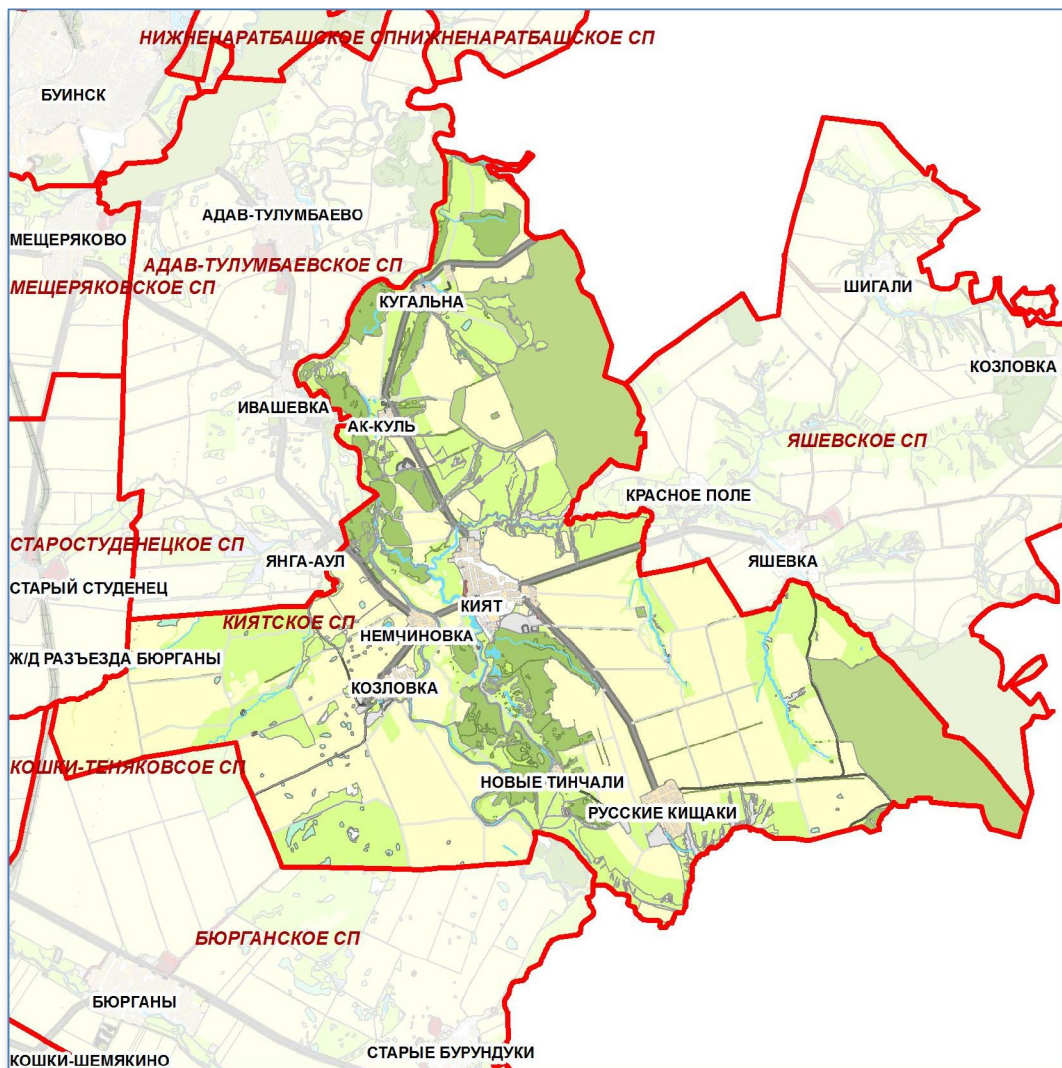 НИЖНЕНАРАТБАШСКОЕ СПНИЖНЕНАРАТБАШСКОЕ СП
БУИНСК
АДАВ-ТУЛУМБАЕВО
МЕЩЕРЯКОВО
АДАВ-ТУЛУМБАЕВСКОЕ СП
МЕЩЕРЯКОВСКОЕ СП
ШИГАЛИ
КУГАЛЬНА
КОЗЛОВКА
ИВАШЕВКА
АК-КУЛЬ
ЯШЕВСКОЕ СП
КРАСНОЕ ПОЛЕ
СТАРОСТУДЕНЕЦКОЕ СП
ЯНГА-АУЛ
ЯШЕВКА
СТАРЫЙ СТУДЕНЕЦ
КИЯТ
КИЯТСКОЕ СП
НЕМЧИНОВКА
Ж/Д РАЗЪЕЗДА БЮРГАНЫ
КОЗЛОВКА
КОШКИ-ТЕНЯКОВСОЕ СП
НОВЫЕ ТИНЧАЛИ
РУССКИЕ КИЩАКИ
БЮРГАНСКОЕ СП
БЮРГАНЫ
СТАРЫЕ БУРУНДУКИ
КОШКИ-ШЕМЯКИНО